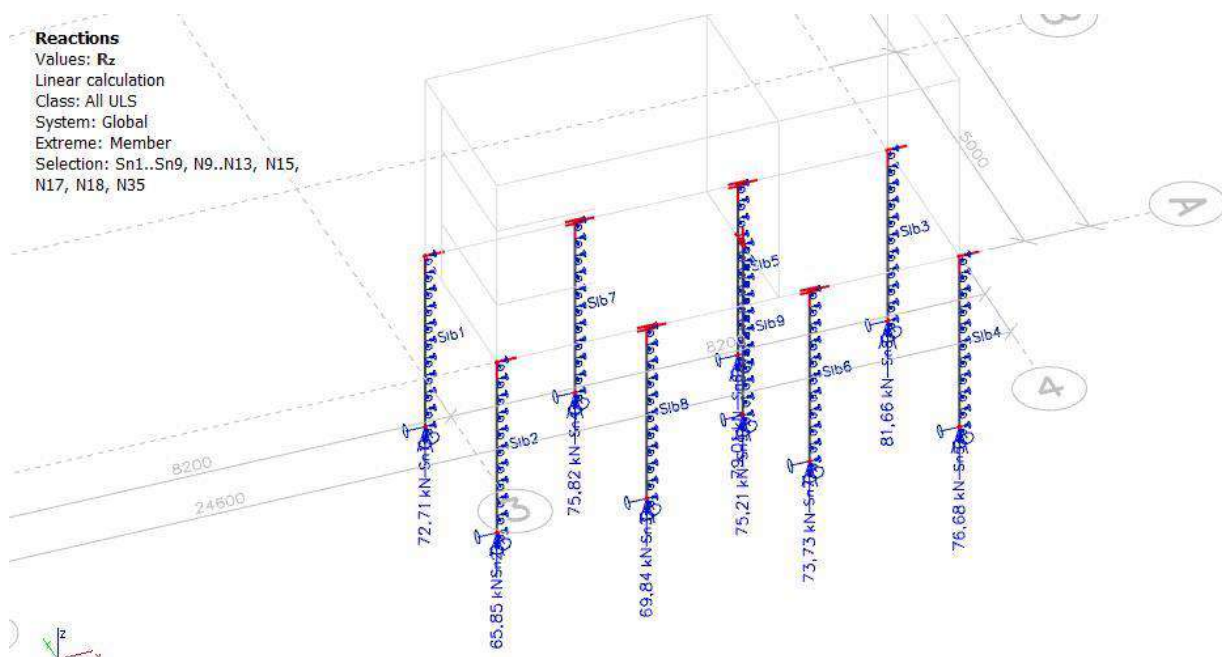 Reactions
Values: Rz
Linear calculation
Class: All ULS
System: Global
Extreme: Member
Selection: Sn1..Sn9, N9..N13, N15,
N17, N18, N35
B
5000
A
Slb3
Slb5
Slb7
Slb1
Slb9
Slb4
8200
Slb6
4
Slb8
Slb2
81,66 kN
8200
24600
3
72,71 kN
75,82 kN
75,21 kN
73,73 kN
76,68 kN
69,84 kN
65,85 kN
z